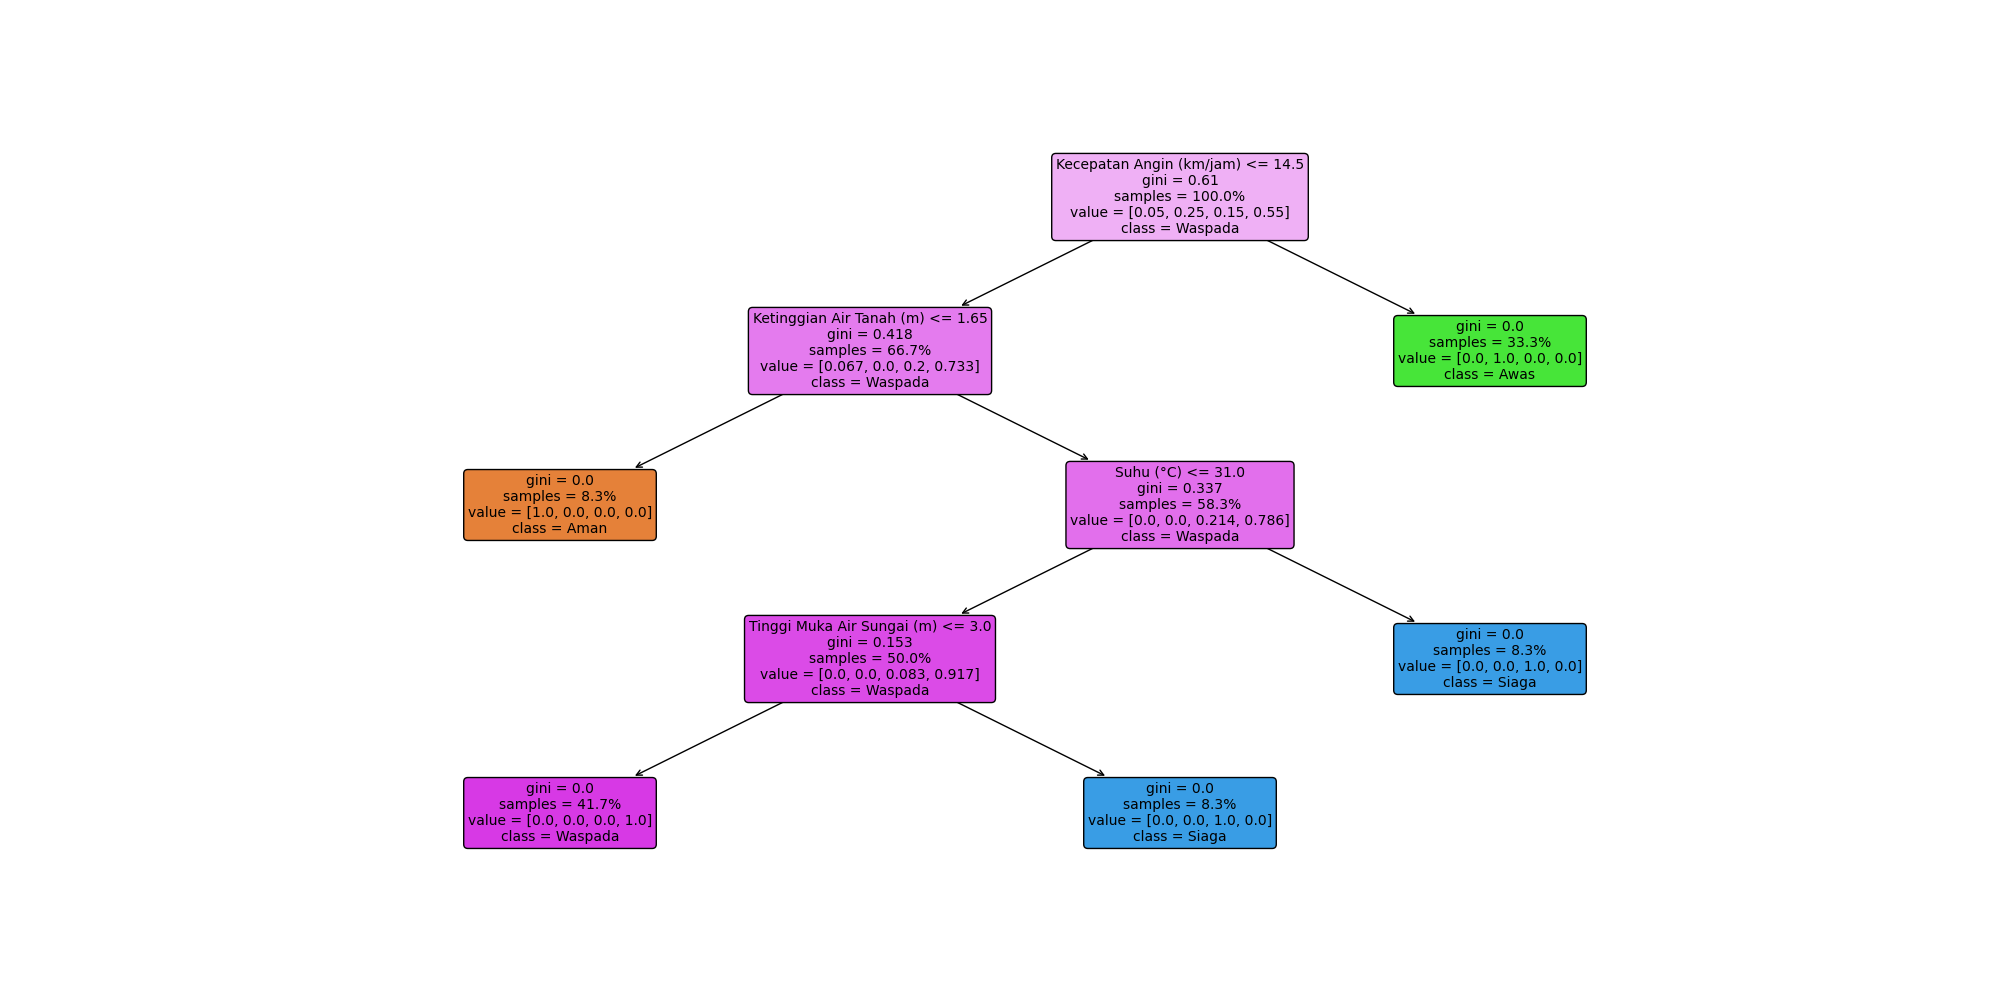 Kecepatan Angin (km/jam) <= 14.5
gini = 0.61
samples = 100.0%
value = [0.05, 0.25, 0.15, 0.55]
class = Waspada
Ketinggian Air Tanah (m) <= 1.65
gini = 0.418
samples = 66.7%
value = [0.067, 0.0, 0.2, 0.733]
class = Waspada
gini = 0.0
samples = 33.3%
value = [0.0, 1.0, 0.0, 0.0]
class = Awas
gini = 0.0
samples = 8.3%
value = [1.0, 0.0, 0.0, 0.0]
class = Aman
Suhu (°C) <= 31.0
gini = 0.337
samples = 58.3%
value = [0.0, 0.0, 0.214, 0.786]
class = Waspada
Tinggi Muka Air Sungai (m) <= 3.0
gini = 0.153
samples = 50.0%
value = [0.0, 0.0, 0.083, 0.917]
class = Waspada
gini = 0.0
samples = 8.3%
value = [0.0, 0.0, 1.0, 0.0]
class = Siaga
gini = 0.0
samples = 41.7%
value = [0.0, 0.0, 0.0, 1.0]
class = Waspada
gini = 0.0
samples = 8.3%
value = [0.0, 0.0, 1.0, 0.0]
class = Siaga